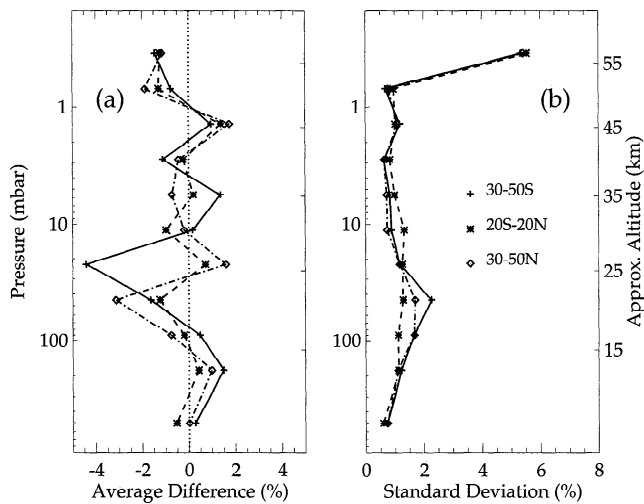 (a)
(b)
1
10
100
Pressure (mbar)
-4 -2 0 2 4
Average Difference (%)
30-50S
20S-20N
30-50N
55
45
35
25
15
Approx. Altitude (km)
0 2 4 6 8
Standard Deviation (%)